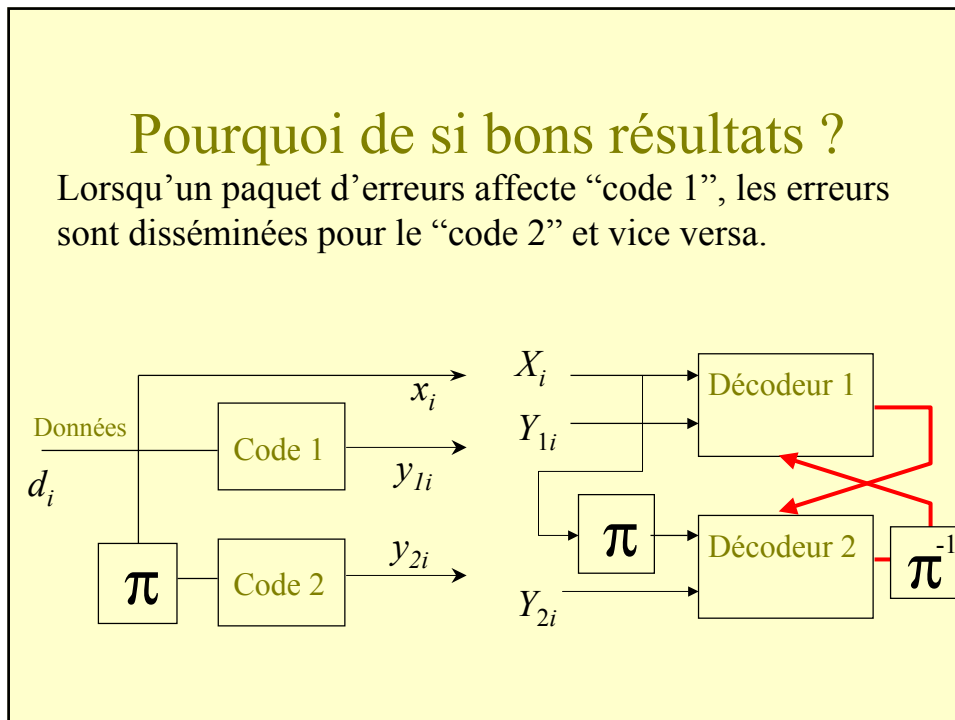 Pourquoi de si bons résultats ?
Lorsqu’un paquet d’erreurs affecte “code 1”, les erreurs
sont disséminées pour le “code 2” et vice versa.
Données
d_i
x_i
Code 1
y_1i
π
Code 2
y_2i
X_i
Y_1i
Décodeur 1
π
Décodeur 2
π^-1
Y_2i